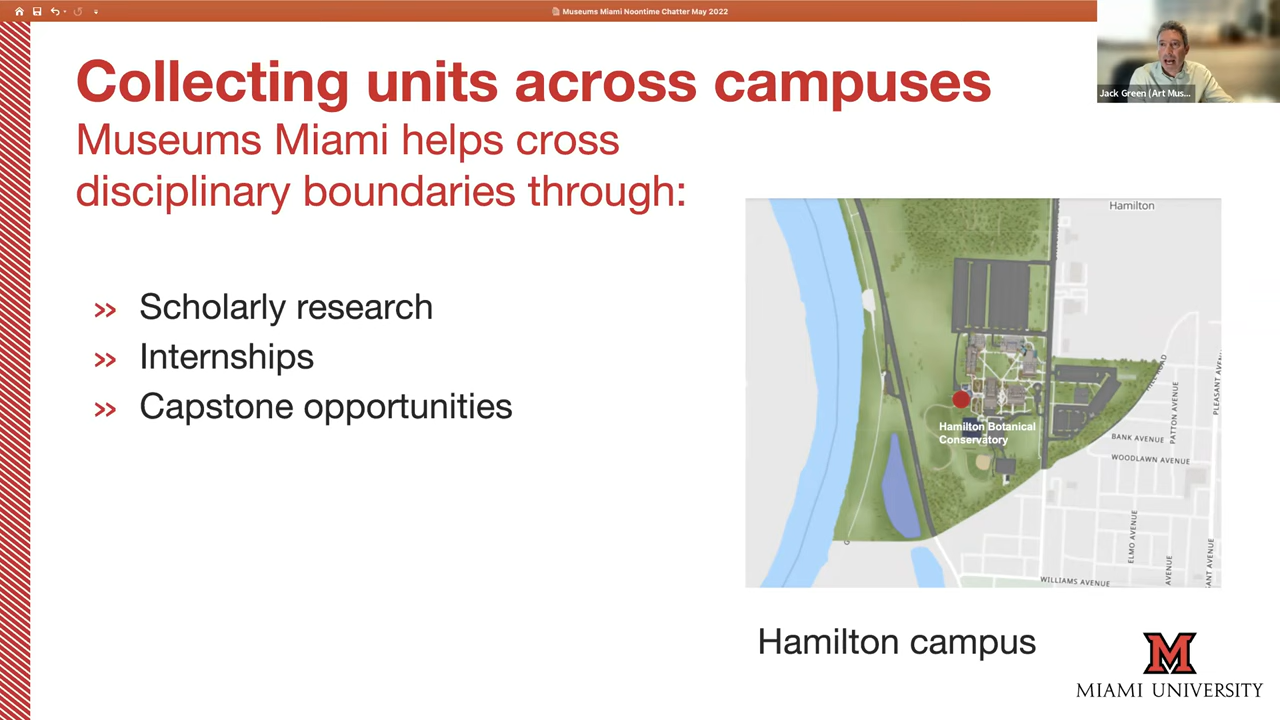 Museums Miami Noontime Chatter May 2022
Jack Green (Art Mus...
Collecting units across campuses
Museums Miami helps cross
disciplinary boundaries through:
» Scholarly research
» Internships
» Capstone opportunities
Hamilton
Hamilton Botanical
Conservatory
BANK AVENUE
WOODLAWN AVENUE
PATTON AVENUE
ELMO AVENUE
AVENUE
WILLIAMS AVENUE
Hamilton campus
M
MIAMI UNIVERSITY